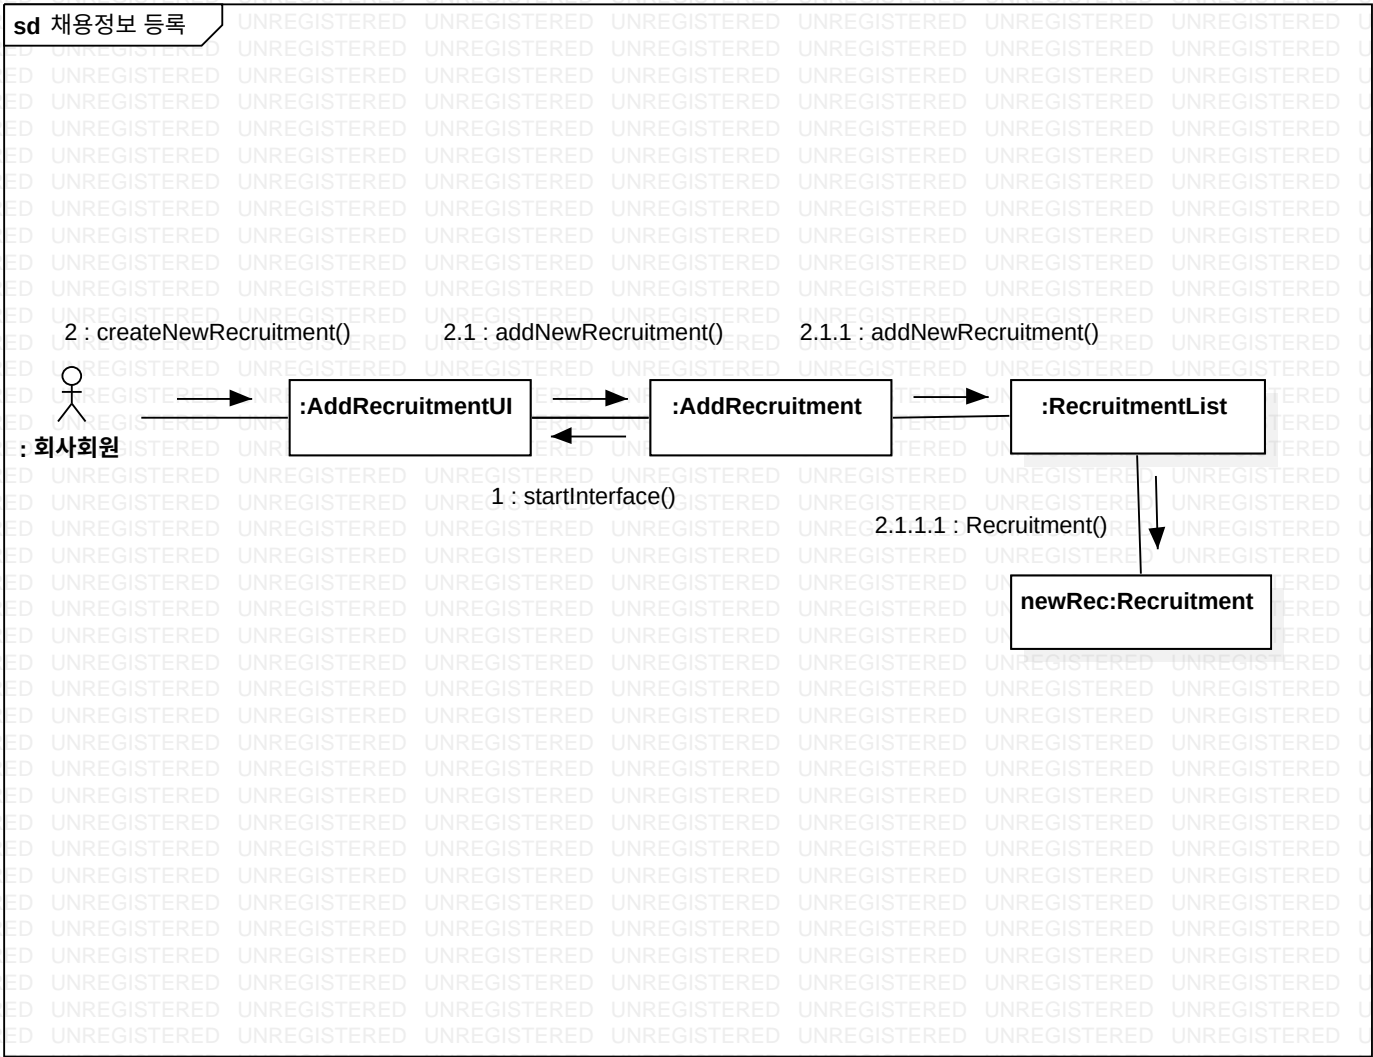 sd 채용정보 등록
2 : createNewRecruitment()
2.1 : addNewRecruitment()
2.1.1 : addNewRecruitment()
:AddRecruitmentUI
:AddRecruitment
:RecruitmentList
: 회사회원
1 : startInterface()
2.1.1.1 : Recruitment()
newRec:Recruitment
UNREGISTERED